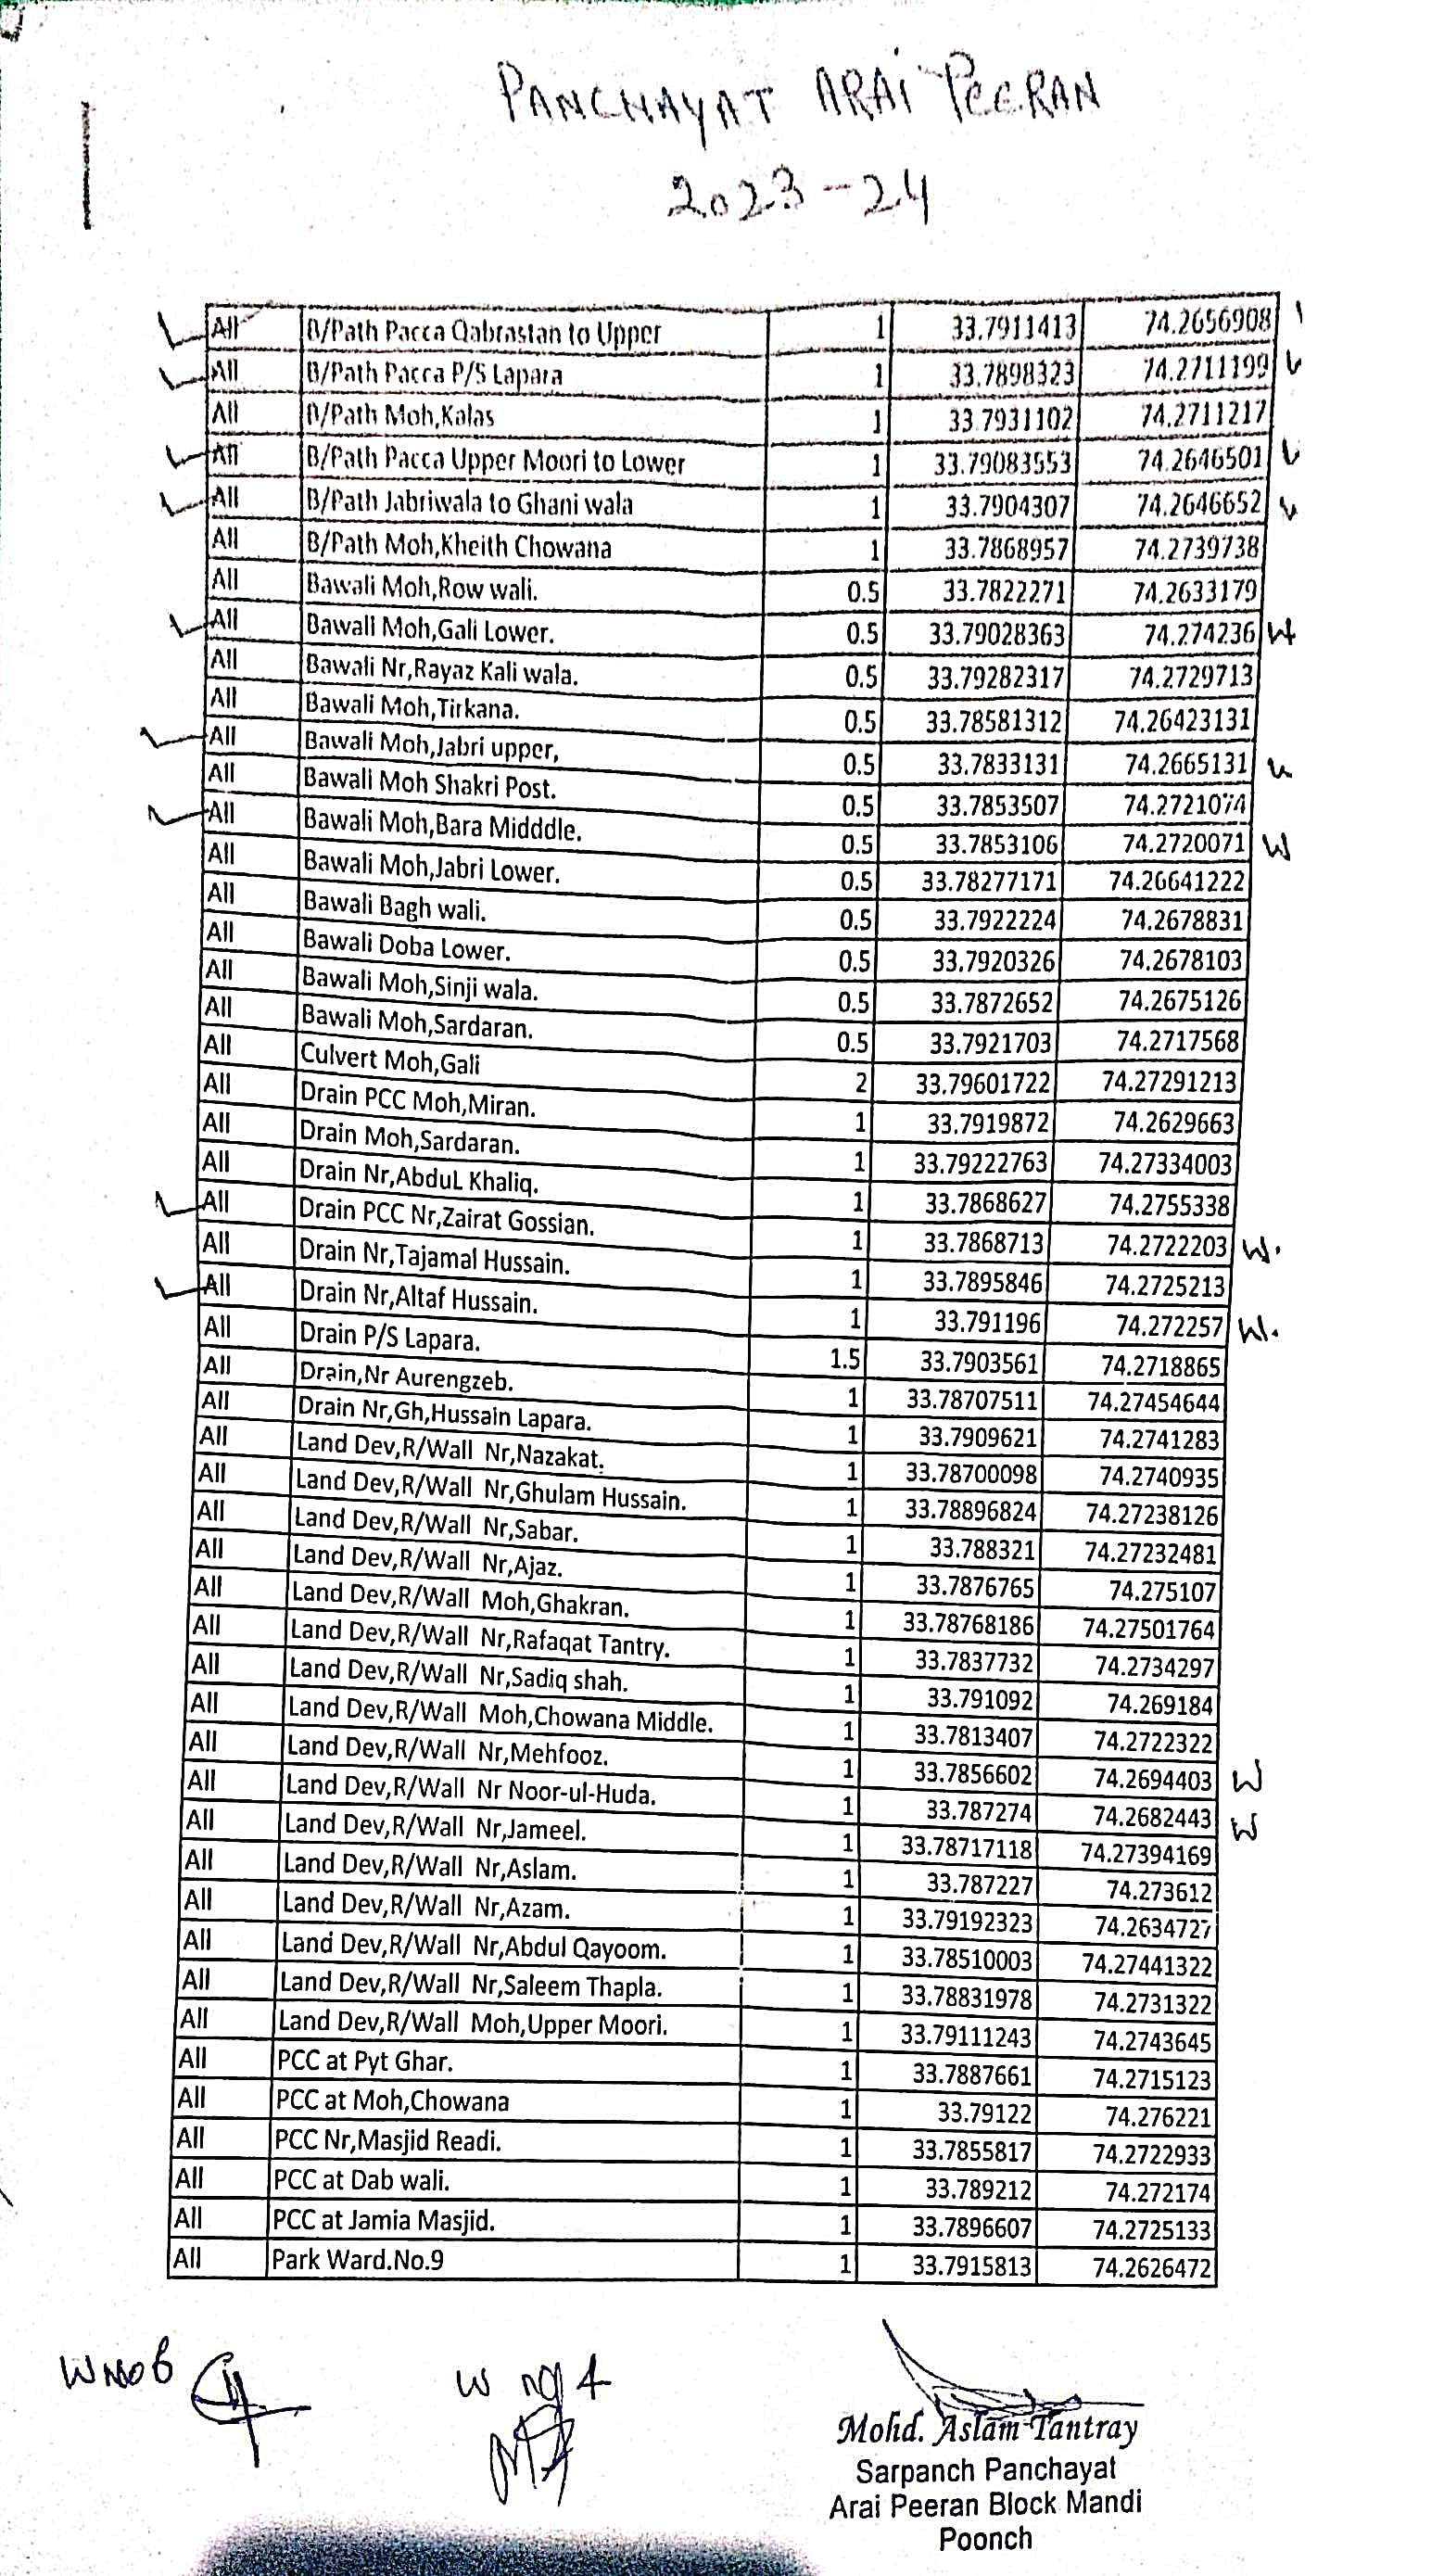 PANCHAYAT ARAI PEERAN
2023-24
All B/Path Pacca Qabrastan to Upper 1 33.7911413 74.2656908
All B/Path Pacca P/S Lapara 1 33.7898323 74.2711199
All B/Path Moh,Kalas 1 33.7931102 74.2711217
All B/Path Pacca Upper Moori to Lower 1 33.79083553 74.2646501
All B/Path Jabriwala to Ghani wala 1 33.7904307 74.2646652
All B/Path Moh,Kheith Chowana 1 33.7868957 74.2739738
All Bawali Moh,Row wali. 0.5 33.7822271 74.2633179
All Bawali Moh,Gali Lower. 0.5 33.79028363 74.274236
All Bawali Nr,Rayaz Kali wala. 0.5 33.79282317 74.2729713
All Bawali Moh,Tirkana. 0.5 33.78581312 74.26423131
All Bawali Moh,Jabri upper, 0.5 33.7833131 74.2665131
All Bawali Moh Shakri Post. 0.5 33.7853507 74.2721074
All Bawali Moh,Bara Midddle. 0.5 33.7853106 74.2720071 W
All Bawali Moh,Jabri Lower. 0.5 33.78277171 74.26641222
All Bawali Bagh wali. 0.5 33.7922224 74.2678831
All Bawali Doba Lower. 0.5 33.7920326 74.2678103
All Bawali Moh,Sinji wala. 0.5 33.7872652 74.2675126
All Bawali Moh,Sardaran. 0.5 33.7921703 74.2717568
All Culvert Moh,Gali 2 33.79601722 74.27291213
All Drain PCC Moh,Miran. 1 33.7919872 74.2629663
All Drain Moh,Sardaran. 1 33.79222763 74.27334003
All Drain Nr,AbduL Khaliq. 1 33.7868627 74.2755338
All Drain PCC Nr,Zairat Gossian. 1 33.7868713 74.2722203 W.
All Drain Nr,Tajamal Hussain. 1 33.7895846 74.2725213
All Drain Nr,Altaf Hussain. 1 33.791196 74.272257 W.
All Drain P/S Lapara. 1.5 33.7903561 74.2718865
All Drain,Nr Aurengzeb. 1 33.78707511 74.27454644
All Drain Nr,Gh,Hussain Lapara. 1 33.7909621 74.2741283
All Land Dev,R/Wall Nr,Nazakat. 1 33.78700098 74.2740935
All Land Dev,R/Wall Nr,Ghulam Hussain. 1 33.78896824 74.27238126
All Land Dev,R/Wall Nr,Sabar. 1 33.788321 74.27232481
All Land Dev,R/Wall Nr,Ajaz. 1 33.7876765 74.275107
All Land Dev,R/Wall Moh,Ghakran. 1 33.78768186 74.27501764
All Land Dev,R/Wall Nr,Rafaqat Tantry. 1 33.7837732 74.2734297
All Land Dev,R/Wall Nr,Sadiq shah. 1 33.791092 74.269184
All Land Dev,R/Wall Moh,Chowana Middle. 1 33.7813407 74.2722322
All Land Dev,R/Wall Nr,Mehfooz. 1 33.7856602 74.2694403 W
All Land Dev,R/Wall Nr Noor-ul-Huda. 1 33.787274 74.2682443 W
All Land Dev,R/Wall Nr,Jameel. 1 33.78717118 74.27394169
All Land Dev,R/Wall Nr,Aslam. 1 33.787227 74.273612
All Land Dev,R/Wall Nr,Azam. 1 33.79192323 74.2634727
All Land Dev,R/Wall Nr,Abdul Qayoom. 1 33.78510003 74.27441322
All Land Dev,R/Wall Nr,Saleem Thapla. 1 33.78831978 74.2731322
All Land Dev,R/Wall Moh,Upper Moori. 1 33.79111243 74.2743645
All PCC at Pyt Ghar. 1 33.7887661 74.2715123
All PCC at Moh,Chowana 1 33.79122 74.276221
All PCC Nr,Masjid Readi. 1 33.7855817 74.2722933
All PCC at Dab wali. 1 33.789212 74.272174
All PCC at Jamia Masjid. 1 33.7896607 74.2725133
All Park Ward.No.9 1 33.7915813 74.2626472
W No 6
W no 4
Mohd. Aslam Tantray
Sarpanch Panchayat
Arai Peeran Block Mandi
Poonch